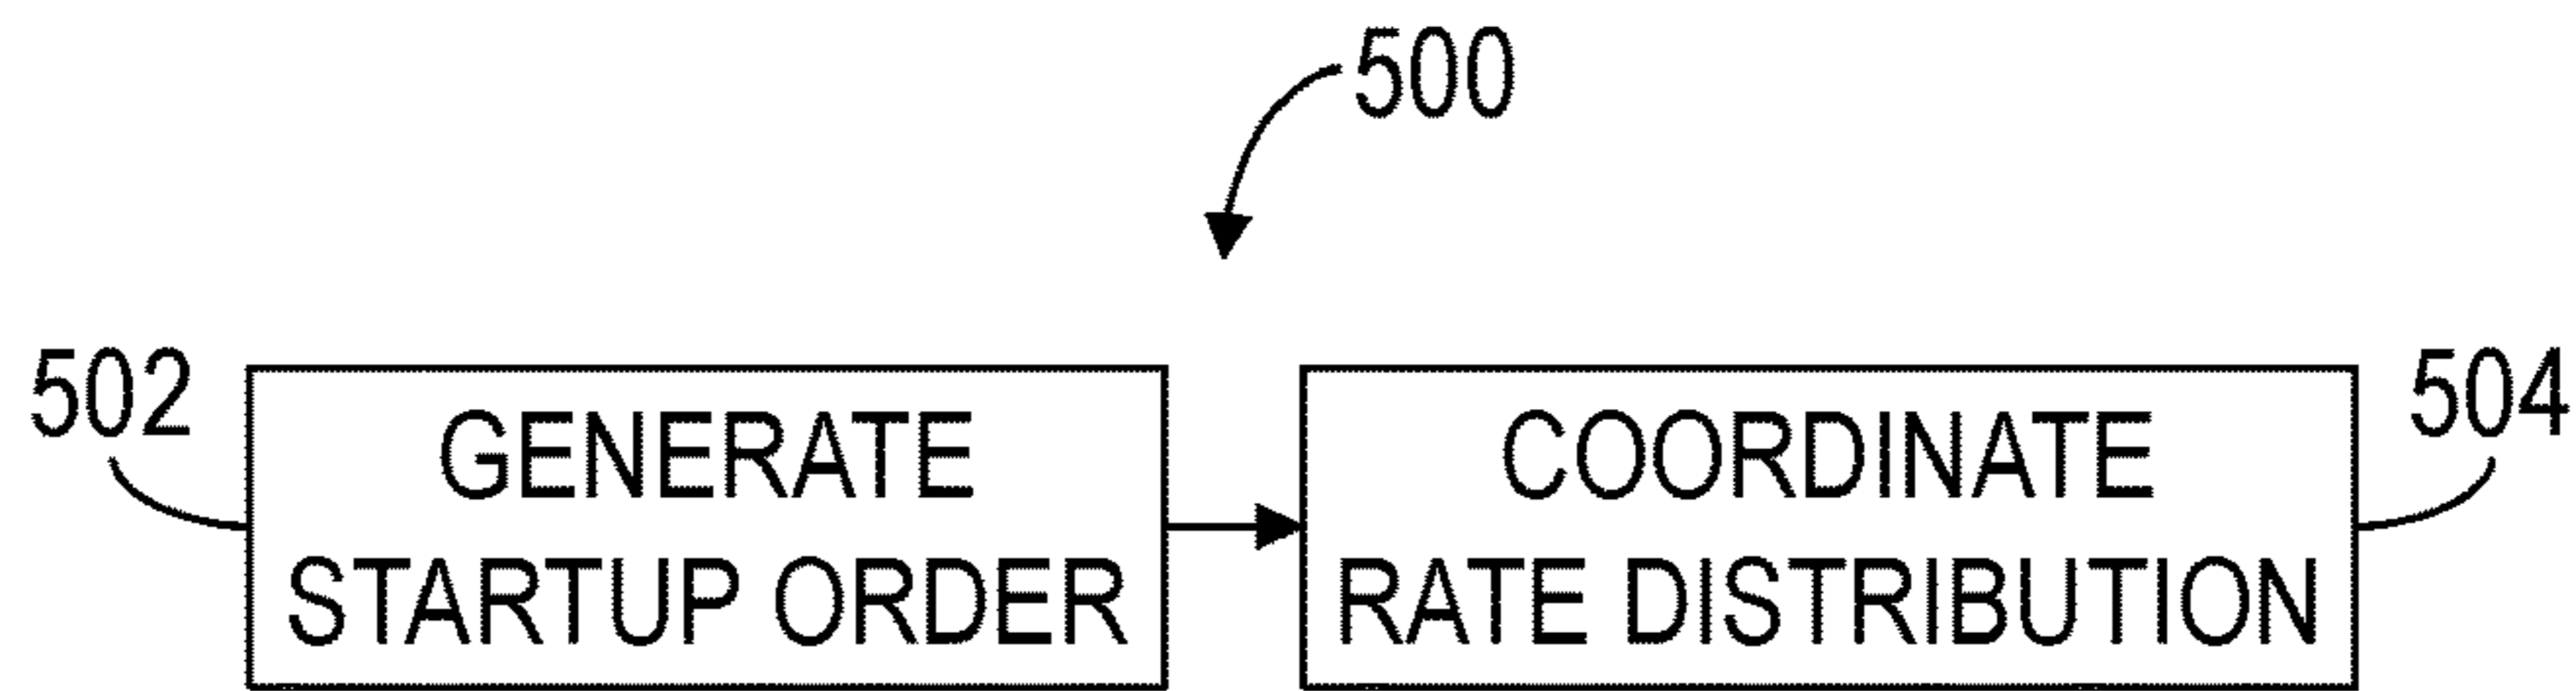 500
502
GENERATE
STARTUP ORDER
COORDINATE
RATE DISTRIBUTION
504